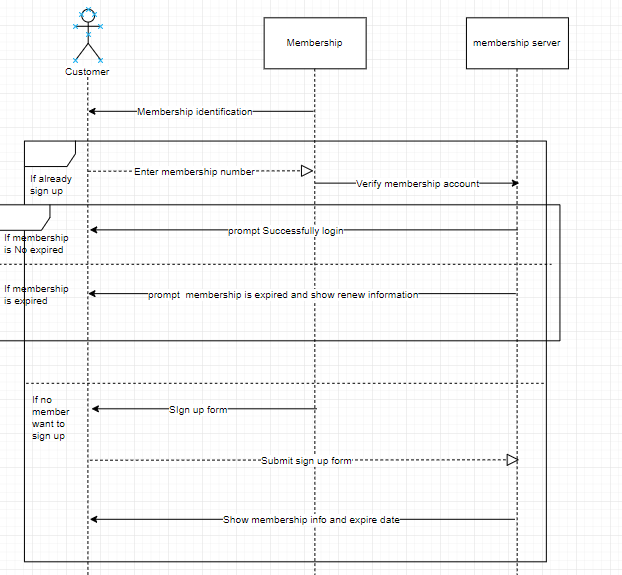 Membership
membership server
Customer
Membership identification
If already
sign up
Enter membership number
Verify membership account
If membership
is No expired
prompt Successfully login
If membership
is expired
prompt  membership is expired and show renew information
If no
member
want to
sign up
Sign up form
Submit sign up form
Show membership info and expire date